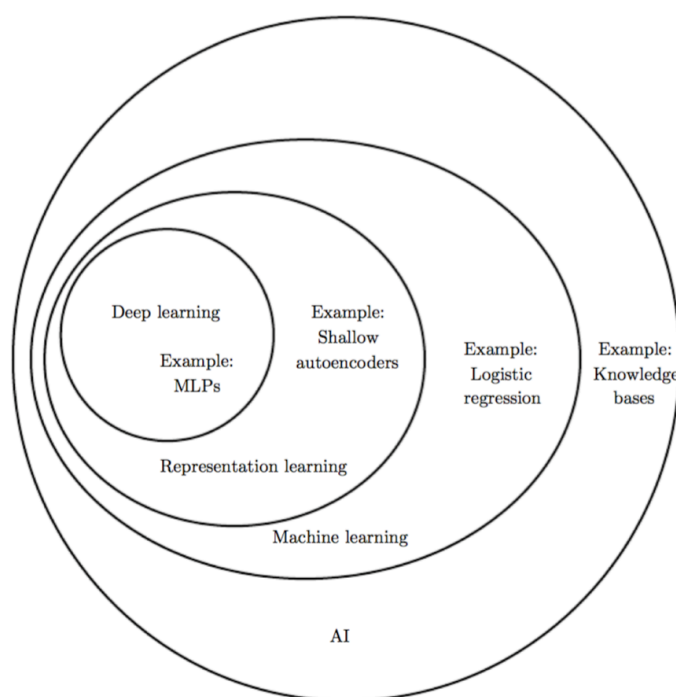 Deep learning
Example:
MLPs
Example:
Shallow
autoencoders
Example:
Logistic
regression
Example:
Knowledge
bases
Representation learning
Machine learning
AI